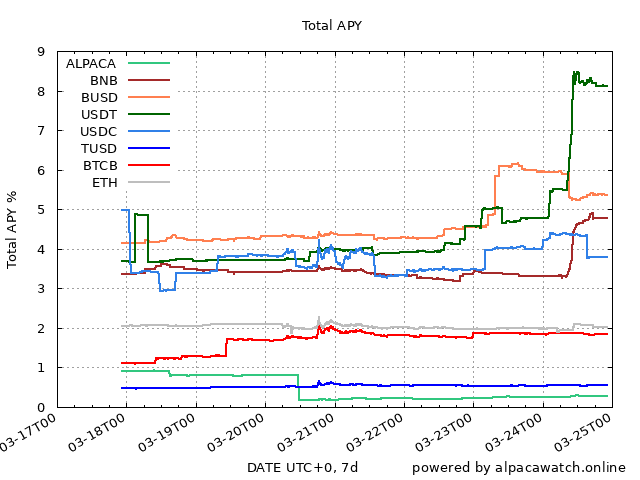 Total APY
Total APY %
9
8
7
6
5
4
3
2
1
0
ALPACA
BNB
BUSD
USDT
USDC
TUSD
BTCB
ETH
03-17T00
03-18T00
03-19T00
03-20T00
03-21T00
03-22T00
03-23T00
03-24T00
03-25T00
DATE UTC+0, 7d
powered by alpacawatch.online